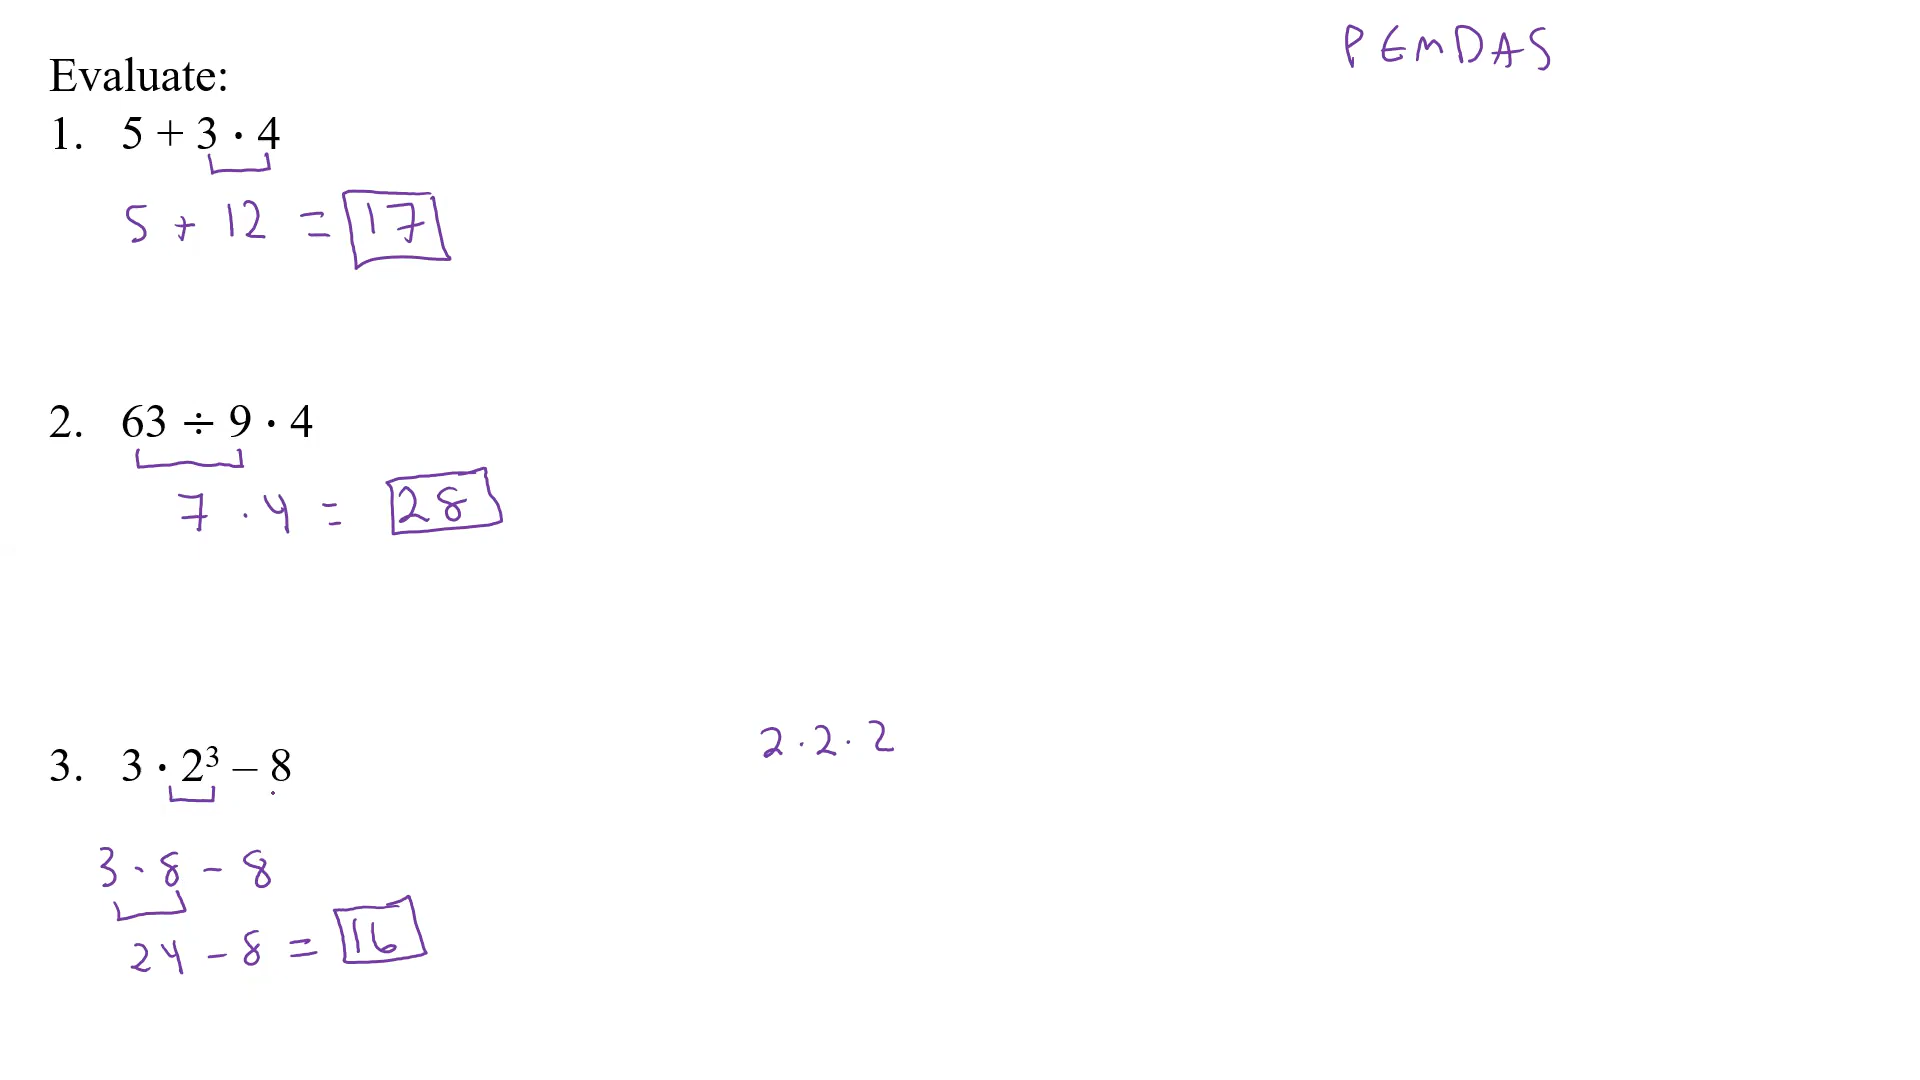 PEMDAS
Evaluate:
1. 5 + 3 · 4
5 + 12 = 17
2. 63 ÷ 9 · 4
7 · 4 = 28
2 · 2 · 2
3. 3 · 2³ – 8
3 · 8 - 8
24 - 8 = 16